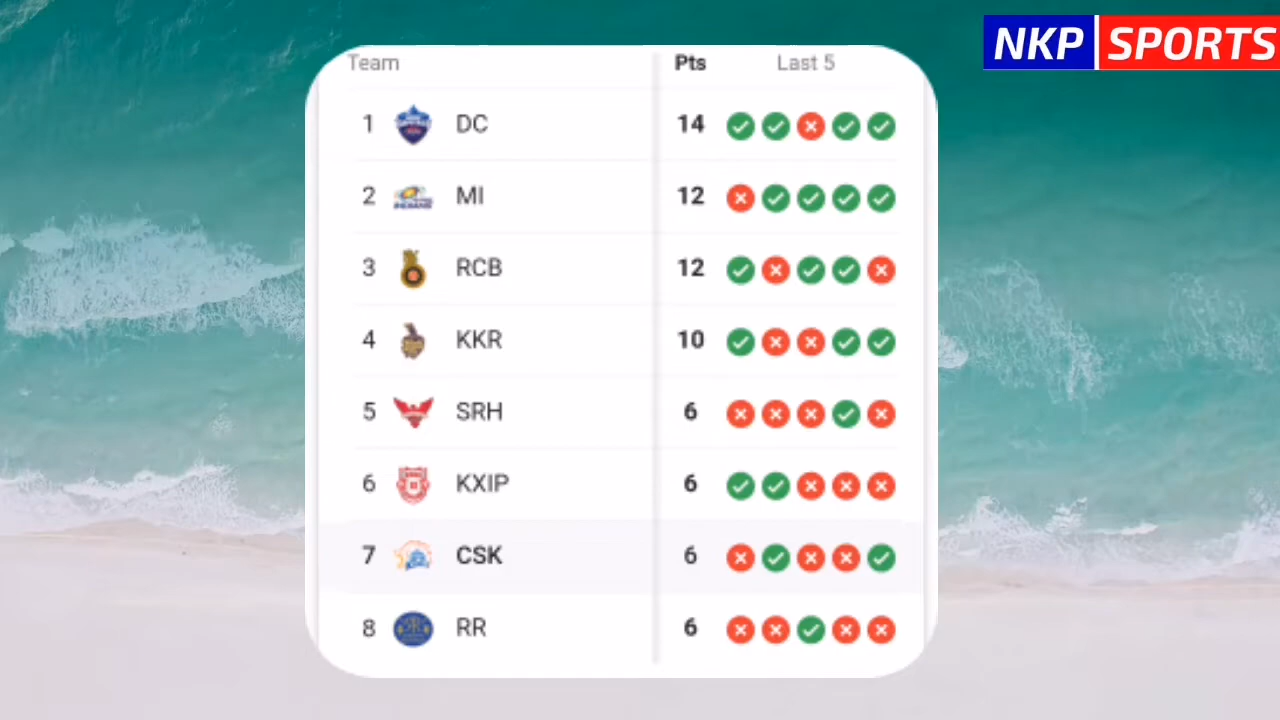 NKP SPORTS
Team Pts Last 5
1 DC 14
2 MI 12
3 RCB 12
4 KKR 10
5 SRH 6
6 KXIP 6
7 CSK 6
8 RR 6